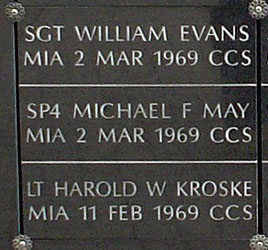 SGT WILLIAM EVANS
MIA 2 MAR 1969 CCS
SP4 MICHAEL F MAY
MIA 2 MAR 1969 CCS
LT HAROLD W KROSKE
MIA 11 FEB 1969 CCS